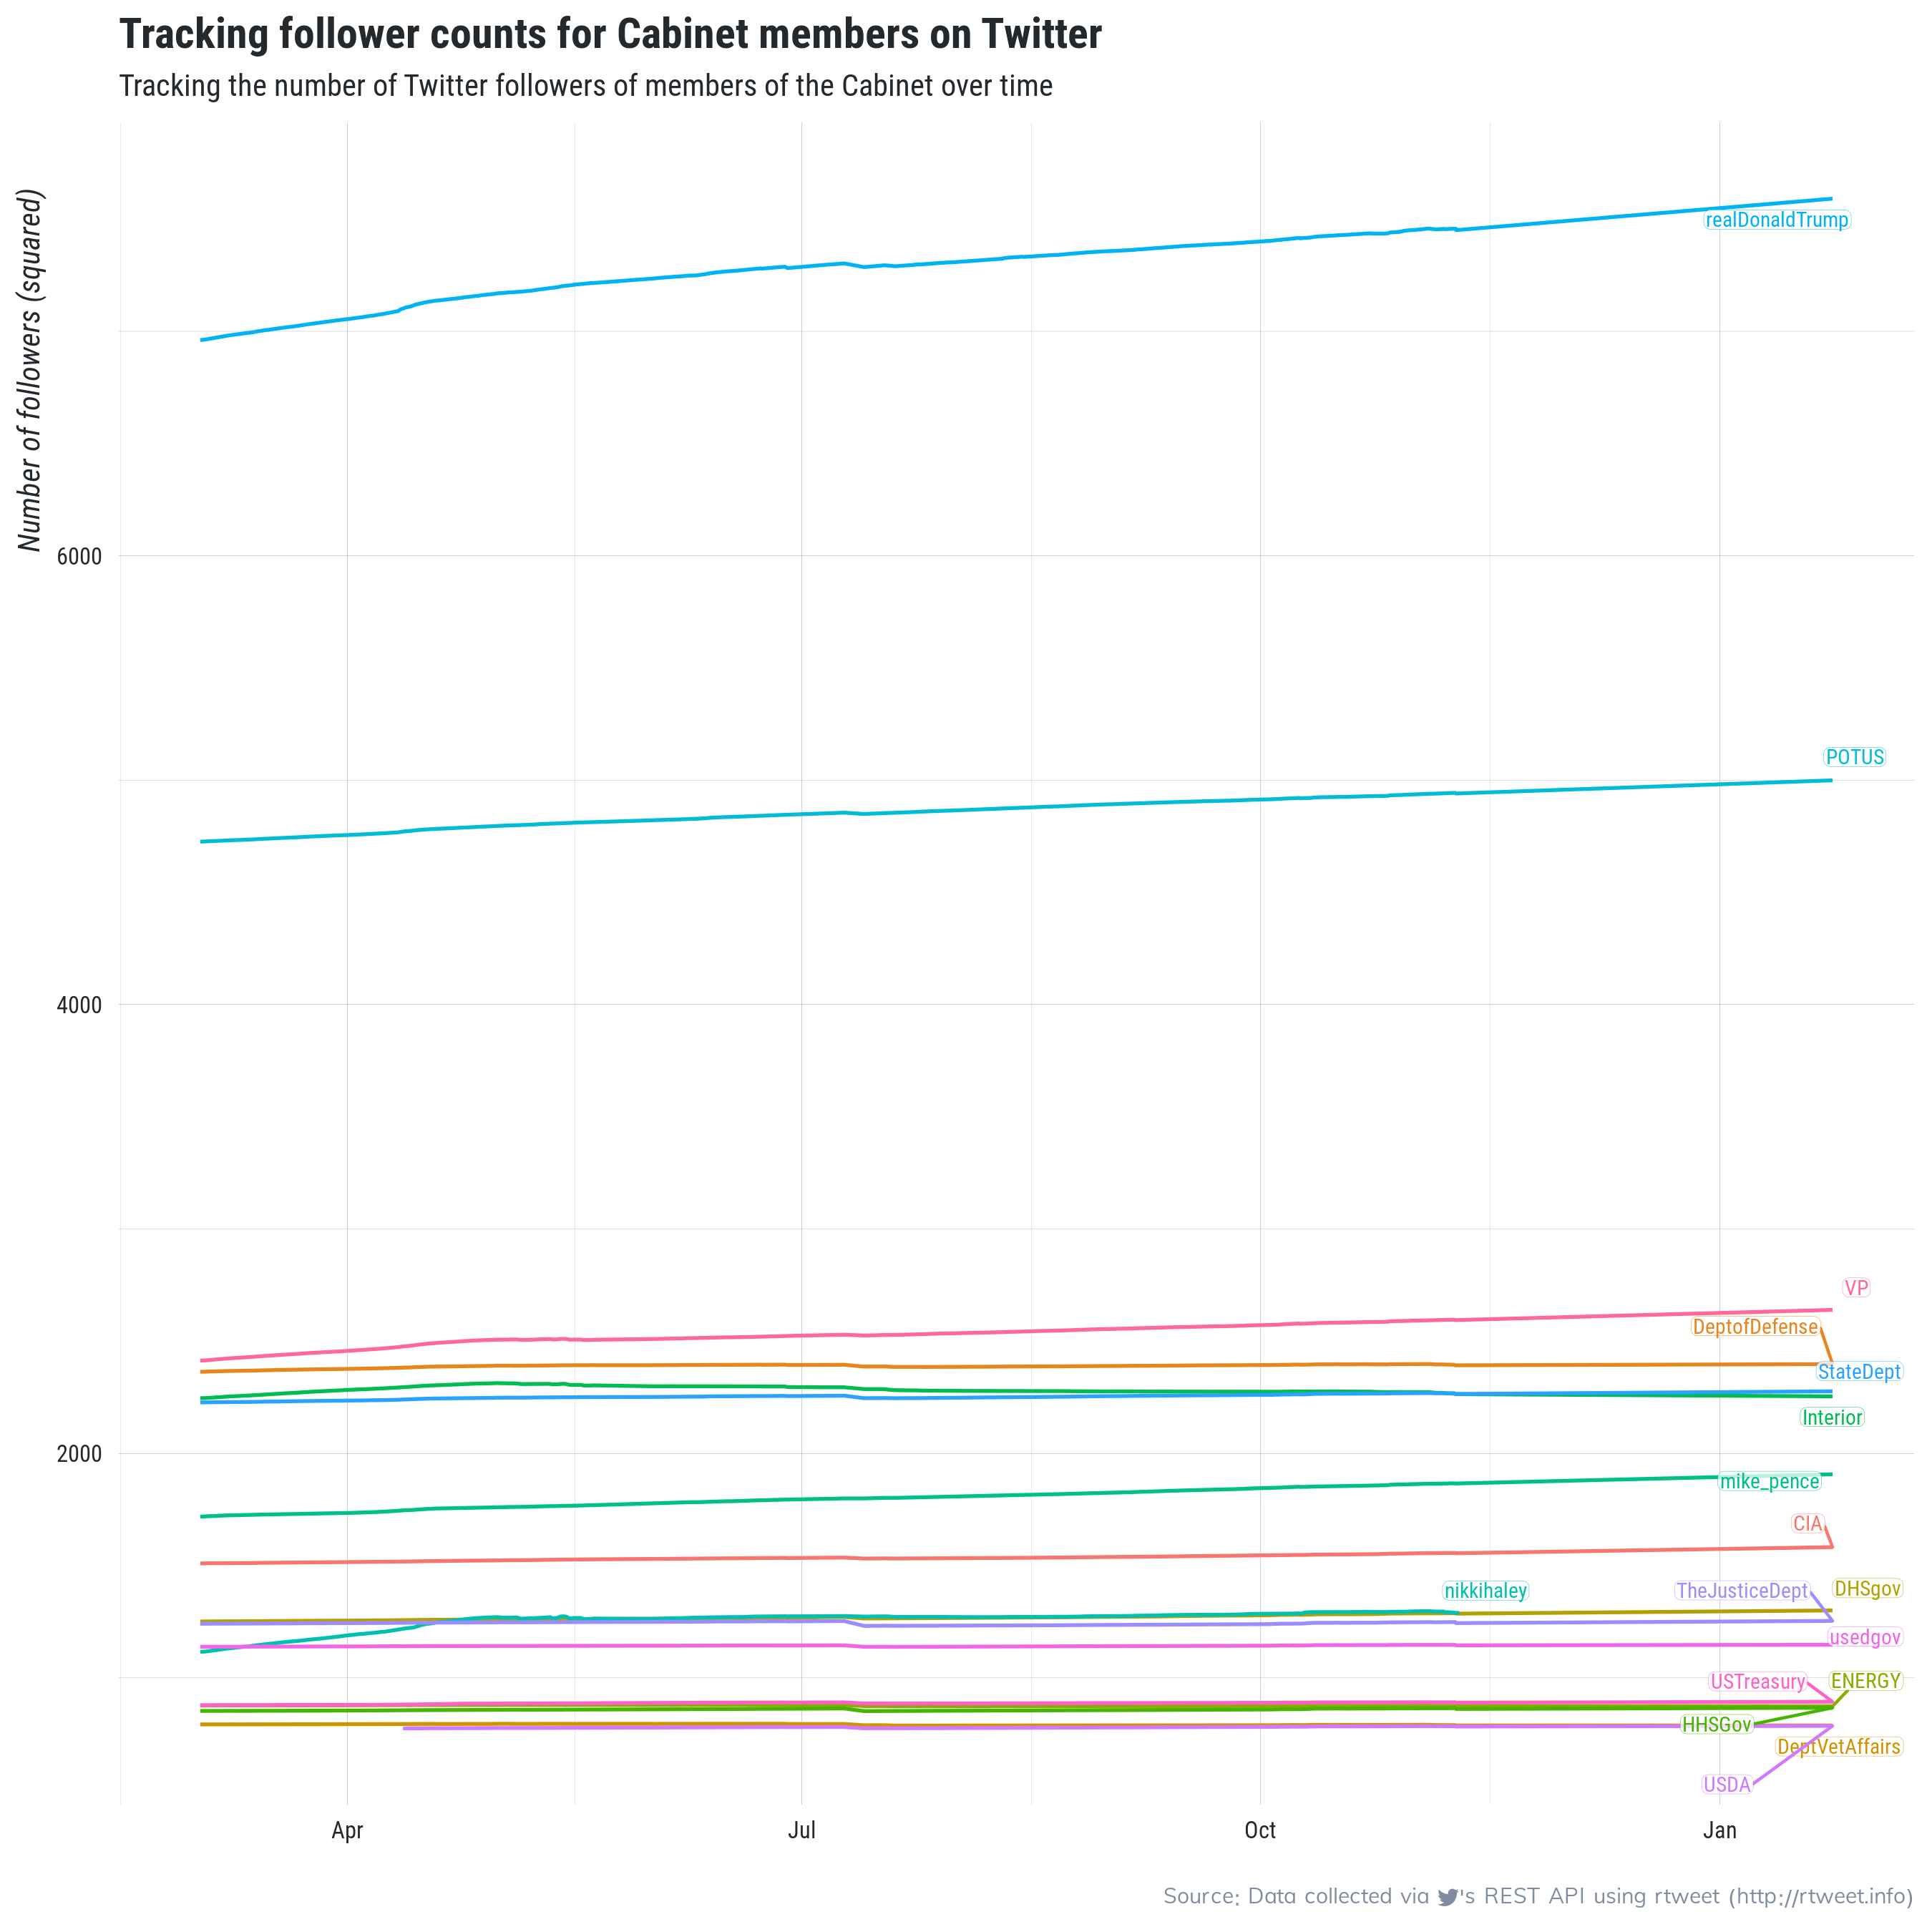 Tracking follower counts for Cabinet members on Twitter
Tracking the number of Twitter followers of members of the Cabinet over time
Number of followers (squared)
realDonaldTrump
6000
POTUS
4000
VP
DeptofDefense
StateDept
Interior
2000
mike_pence
CIA
nikkihaley
TheJusticeDept
DHSgov
usedgov
USTreasury
ENERGY
HHSGov
DeptVetAffairs
USDA
Apr
Jul
Oct
Jan
Source: Data collected via 's REST API using rtweet (http://rtweet.info)